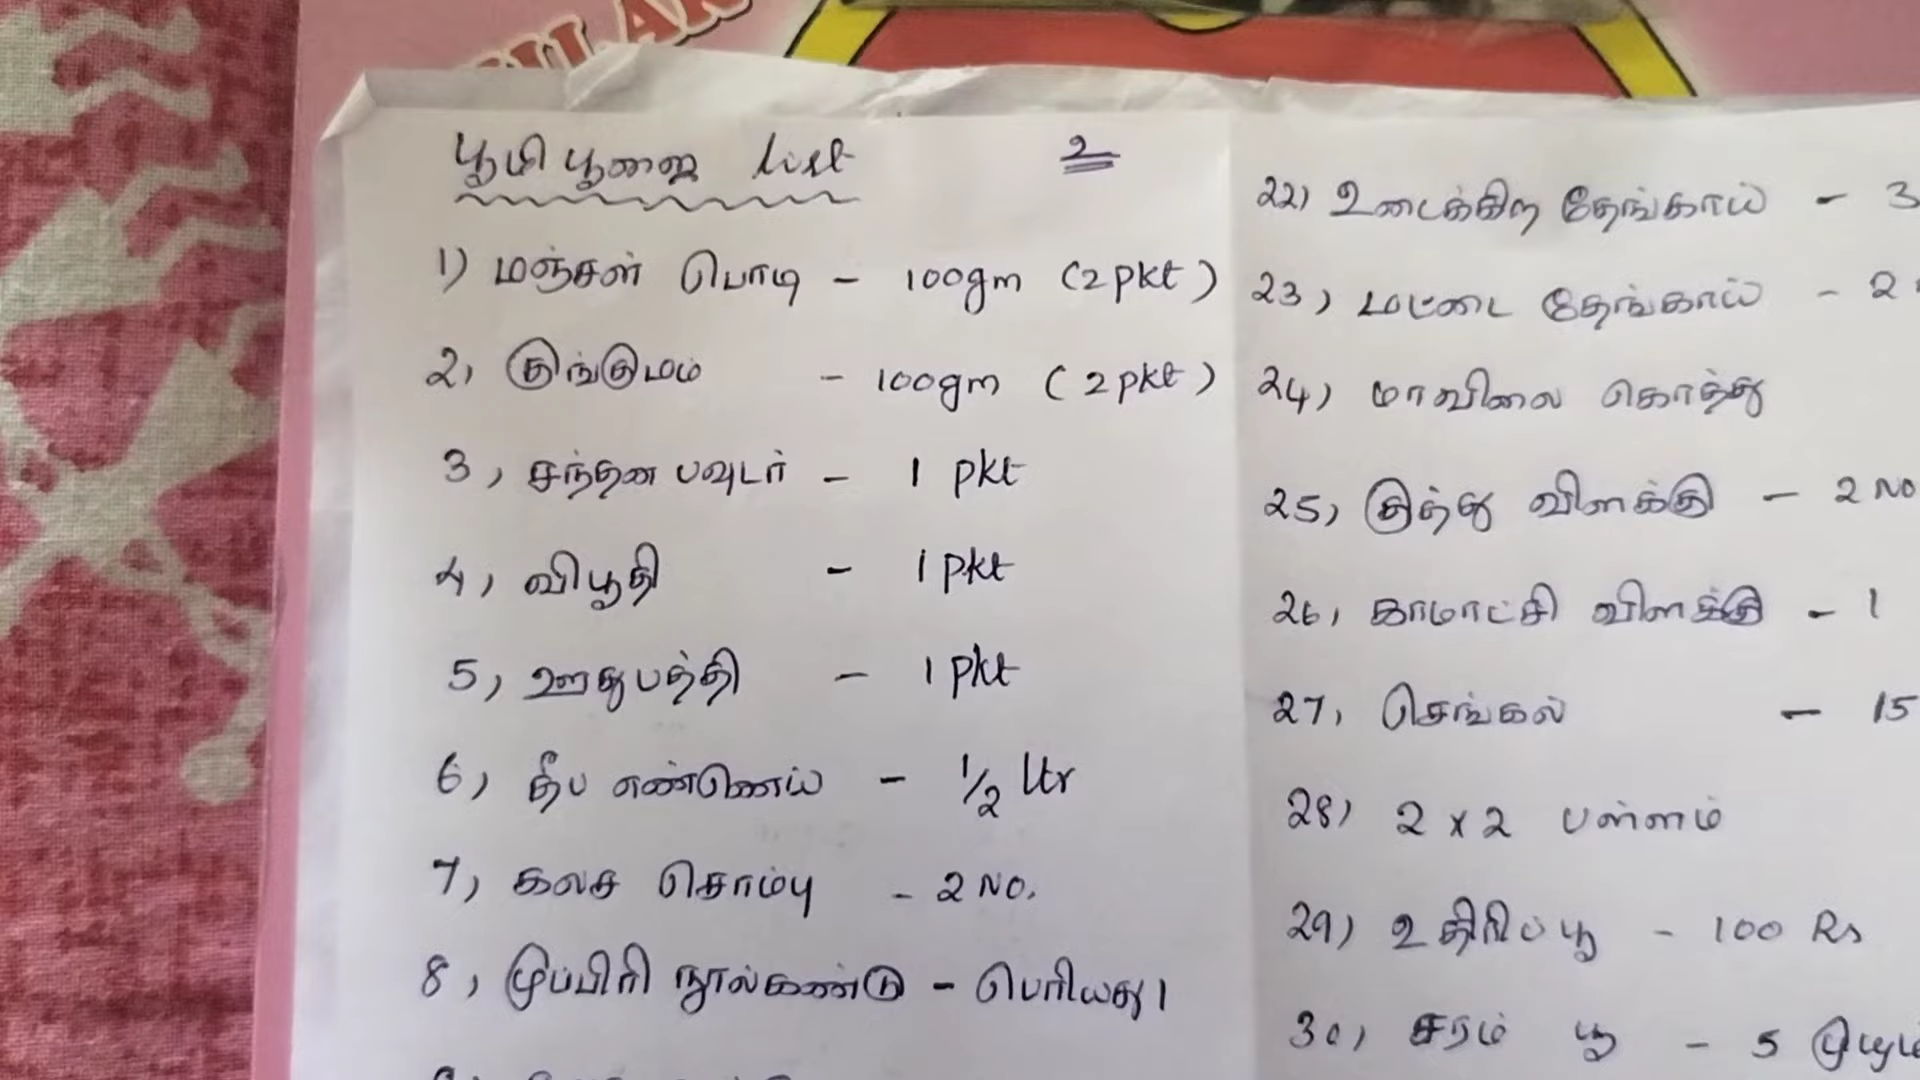 பூமி பூஜை list
உ
1) மஞ்சள் பொடி - 100gm (2pkt)
2) குங்குமம் - 100gm (2pkt)
3) சந்தன பவுடர் - 1 pkt
4) விபூதி - 1 pkt
5) ஊதுபத்தி - 1 pkt
6) தீப எண்ணெய் - 1/2 ltr
7) கலச சொம்பு - 2 NO.
8) முப்பிரி நூல்கண்டு - பெரியது 1
22) உடைக்கிற தேங்காய் - 3
23) மட்டை தேங்காய் - 2
24) மாவிலை கொத்து
25) குத்து விளக்கு - 2 NO
26) காமாட்சி விளக்கு - 1
27) செங்கல் - 15
28) 2 x 2 பள்ளம்
29) உதிரிப்பூ - 100 Rs
30) சரம் பூ - 5